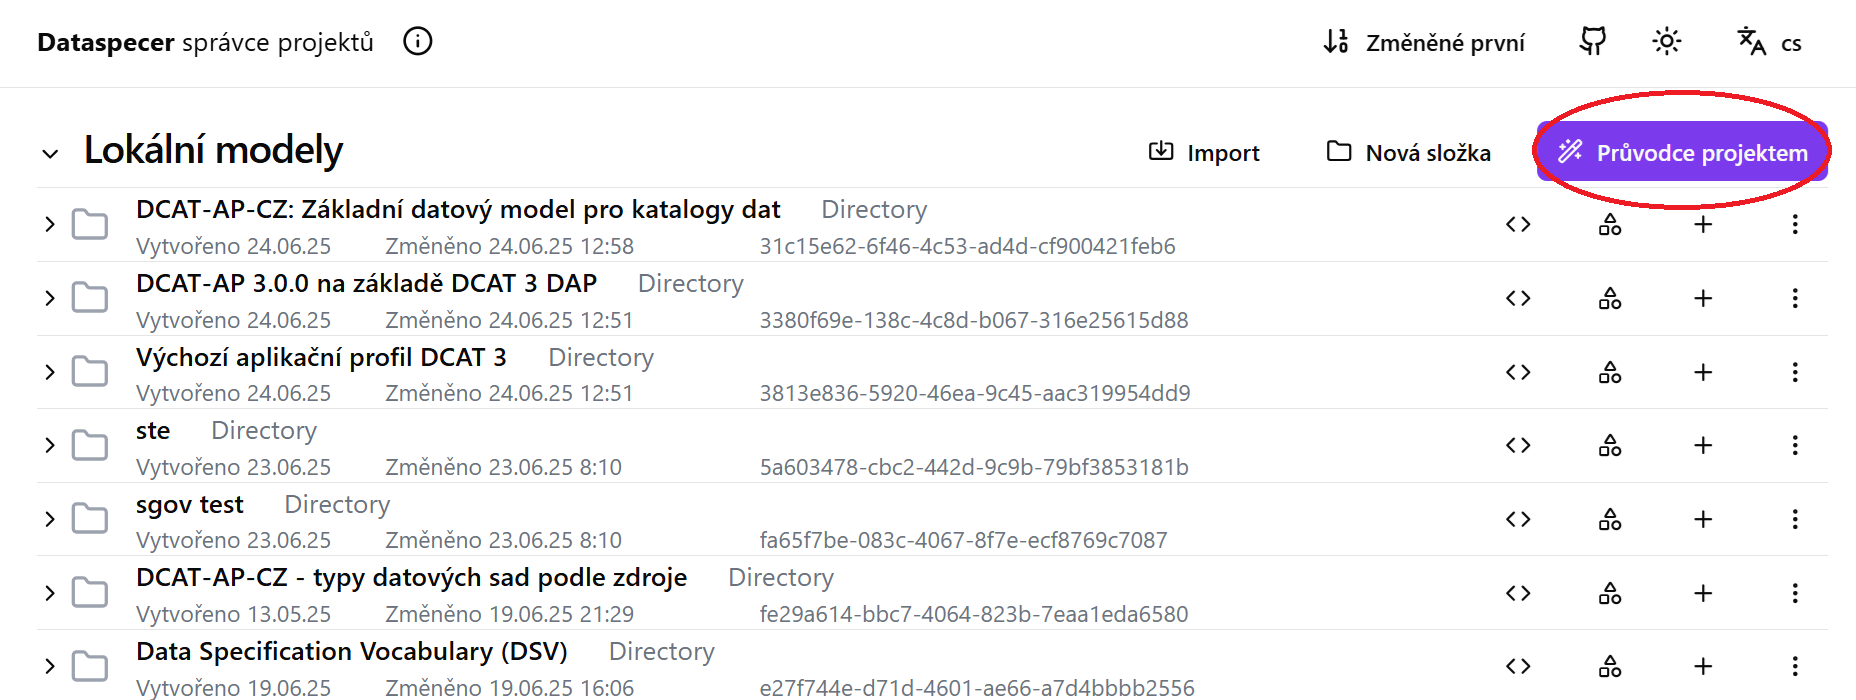 Dataspecer správce projektů
Změněné první
cs
Lokální modely
Import
Nová složka
Průvodce projektem
DCAT-AP-CZ: Základní datový model pro katalogy dat Directory
Vytvořeno 24.06.25 Změněno 24.06.25 12:58 31c15e62-6f46-4c53-ad4d-cf900421feb6
DCAT-AP 3.0.0 na základě DCAT 3 DAP Directory
Vytvořeno 24.06.25 Změněno 24.06.25 12:51 3380f69e-138c-4c8d-b067-316e25615d88
Výchozí aplikační profil DCAT 3 Directory
Vytvořeno 24.06.25 Změněno 24.06.25 12:51 3813e836-5920-46ea-9c45-aac319954dd9
ste Directory
Vytvořeno 23.06.25 Změněno 23.06.25 8:10 5a603478-cbc2-442d-9c9b-79bf3853181b
sgov test Directory
Vytvořeno 23.06.25 Změněno 23.06.25 8:10 fa65f7be-083c-4067-8f7e-ecf8769c7087
DCAT-AP-CZ - typy datových sad podle zdroje Directory
Vytvořeno 13.05.25 Změněno 19.06.25 21:29 fe29a614-bbc7-4064-823b-7eaa1eda6580
Data Specification Vocabulary (DSV) Directory
Vytvořeno 19.06.25 Změněno 19.06.25 16:06 e27f744e-d71d-4601-ae66-a7d4bbbb2556